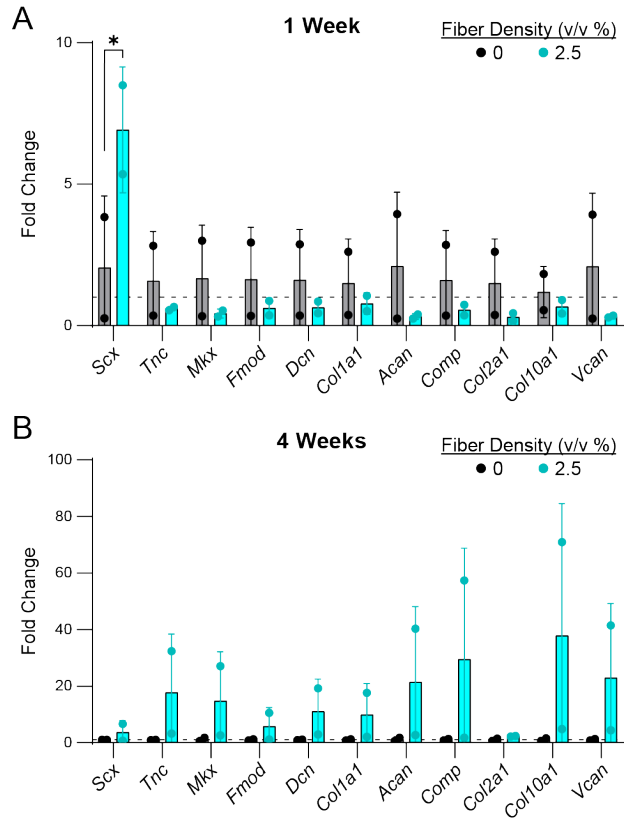 A
1 Week
Fiber Density (v/v %)
0 2.5
*
10
5
0
Fold Change
Scx Tnc Mkx Fmod Dcn Col1a1 Acan Comp Col2a1 Col10a1 Vcan
B
4 Weeks
Fiber Density (v/v %)
0 2.5
100
80
60
40
20
0
Fold Change
Scx Tnc Mkx Fmod Dcn Col1a1 Acan Comp Col2a1 Col10a1 Vcan